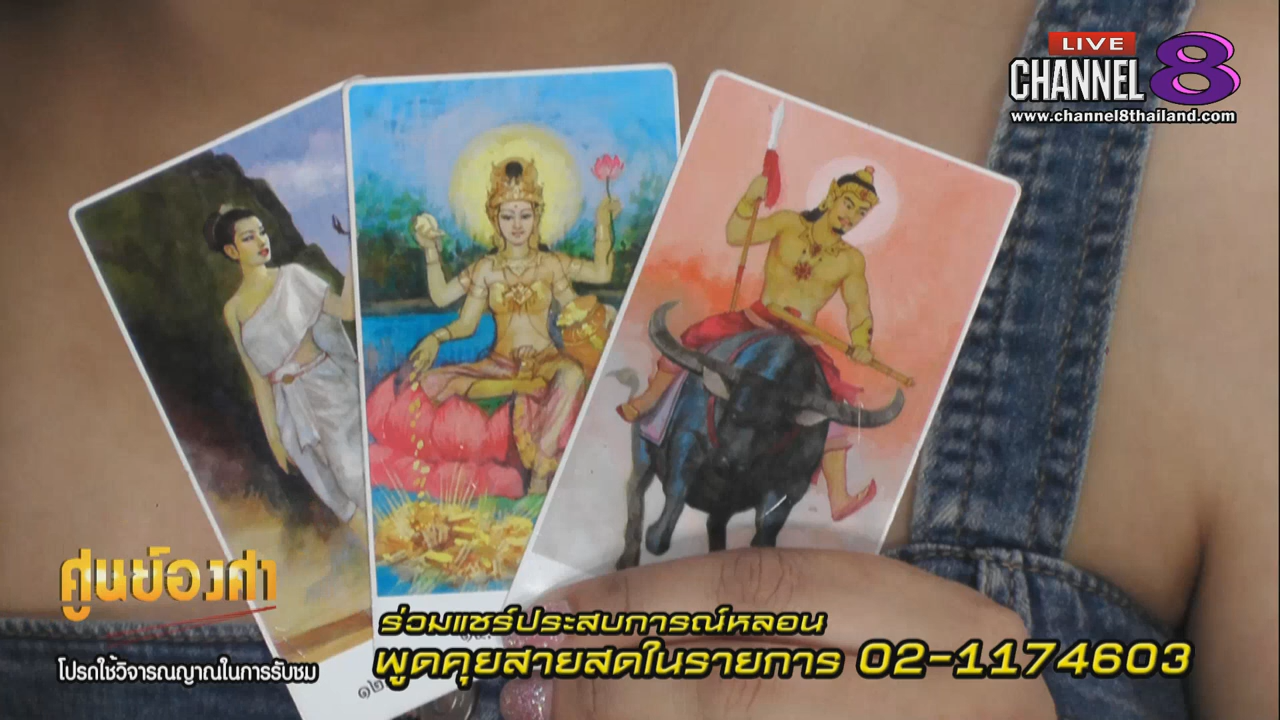 LIVE
CHANNEL 8
www.channel8thailand.com
ศูนย์องศา
ร่วมแชร์ประสบการณ์หลอน
พูดคุยสายสดในรายการ 02-1174603
โปรดใช้วิจารณญาณในการรับชม
๑๒